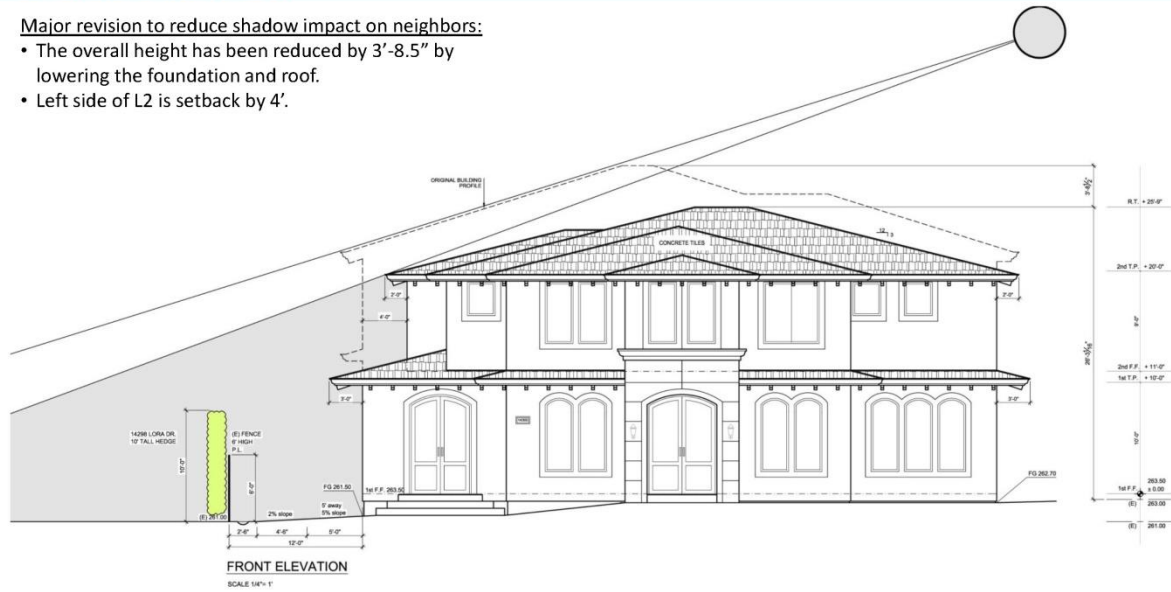 Major revision to reduce shadow impact on neighbors:
• The overall height has been reduced by 3’-8.5” by
lowering the foundation and roof.
• Left side of L2 is setback by 4’.
ORIGINAL BUILDING
PROFILE
R.T. + 25'-9"
12
3
CONCRETE TILES
2nd T.P. + 20'-0"
2'-0"
2'-0"
4'-0"
9'-0"
2nd F.F. + 11'-0"
1st T.P. + 10'-0"
3'-0"
3'-0"
14298 LORA DR.
10' TALL HEDGE
(E) FENCE
6' HIGH
P.L.
10'-0"
10'-0"
6'-0"
FG 262.70
FG 261.50
1st F.F. 263.50
1st F.F. 263.50
± 0.00
(E) 263.00
(E) 261.00
(E) 261.00
2% slope
5' away
5% slope
2'-6"
4'-6"
5'-0"
12'-0"
FRONT ELEVATION
SCALE 1/4"= 1'